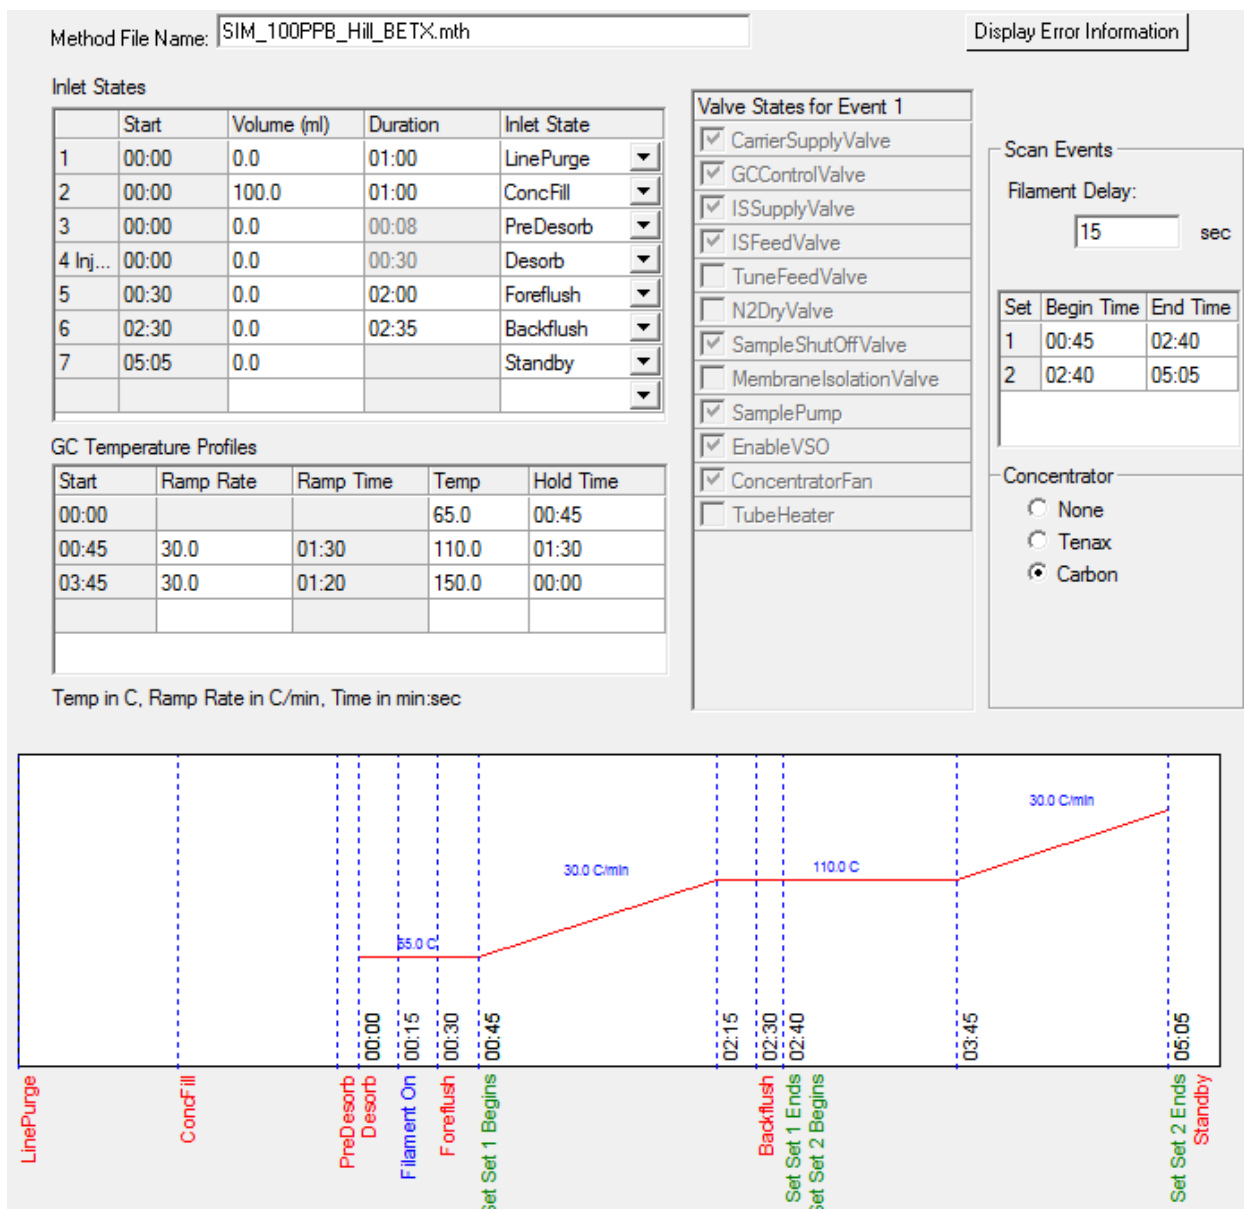 Method File Name: SIM_100PPB_Hill_BETX.mth
Display Error Information
Inlet States
Start Volume (ml) Duration Inlet State
1 00:00 0.0 01:00 LinePurge
2 00:00 100.0 01:00 ConcFill
3 00:00 0.0 00:08 PreDesorb
4 Inj... 00:00 0.0 00:30 Desorb
5 00:30 0.0 02:00 Foreflush
6 02:30 0.0 02:35 Backflush
7 05:05 0.0 Standby
GC Temperature Profiles
Start Ramp Rate Ramp Time Temp Hold Time
00:00 65.0 00:45
00:45 30.0 01:30 110.0 01:30
03:45 30.0 01:20 150.0 00:00
Temp in C, Ramp Rate in C/min, Time in min:sec
Valve States for Event 1
CarrierSupplyValve
GCControlValve
ISSupplyValve
ISFeedValve
TuneFeedValve
N2DryValve
SampleShutOffValve
MembraneIsolationValve
SamplePump
EnableVSO
ConcentratorFan
TubeHeater
Scan Events
Filament Delay:
15 sec
Set Begin Time End Time
1 00:45 02:40
2 02:40 05:05
Concentrator
None
Tenax
Carbon
65.0 C
30.0 C/min
110.0 C
30.0 C/min
00:00
00:15
00:30
00:45
02:15
02:30
02:40
03:45
05:05
LinePurge
ConcFill
PreDesorb
Desorb
Filament On
Foreflush
Set Set 1 Begins
Backflush
Set Set 1 Ends
Set Set 2 Begins
Set Set 2 Ends
Standby